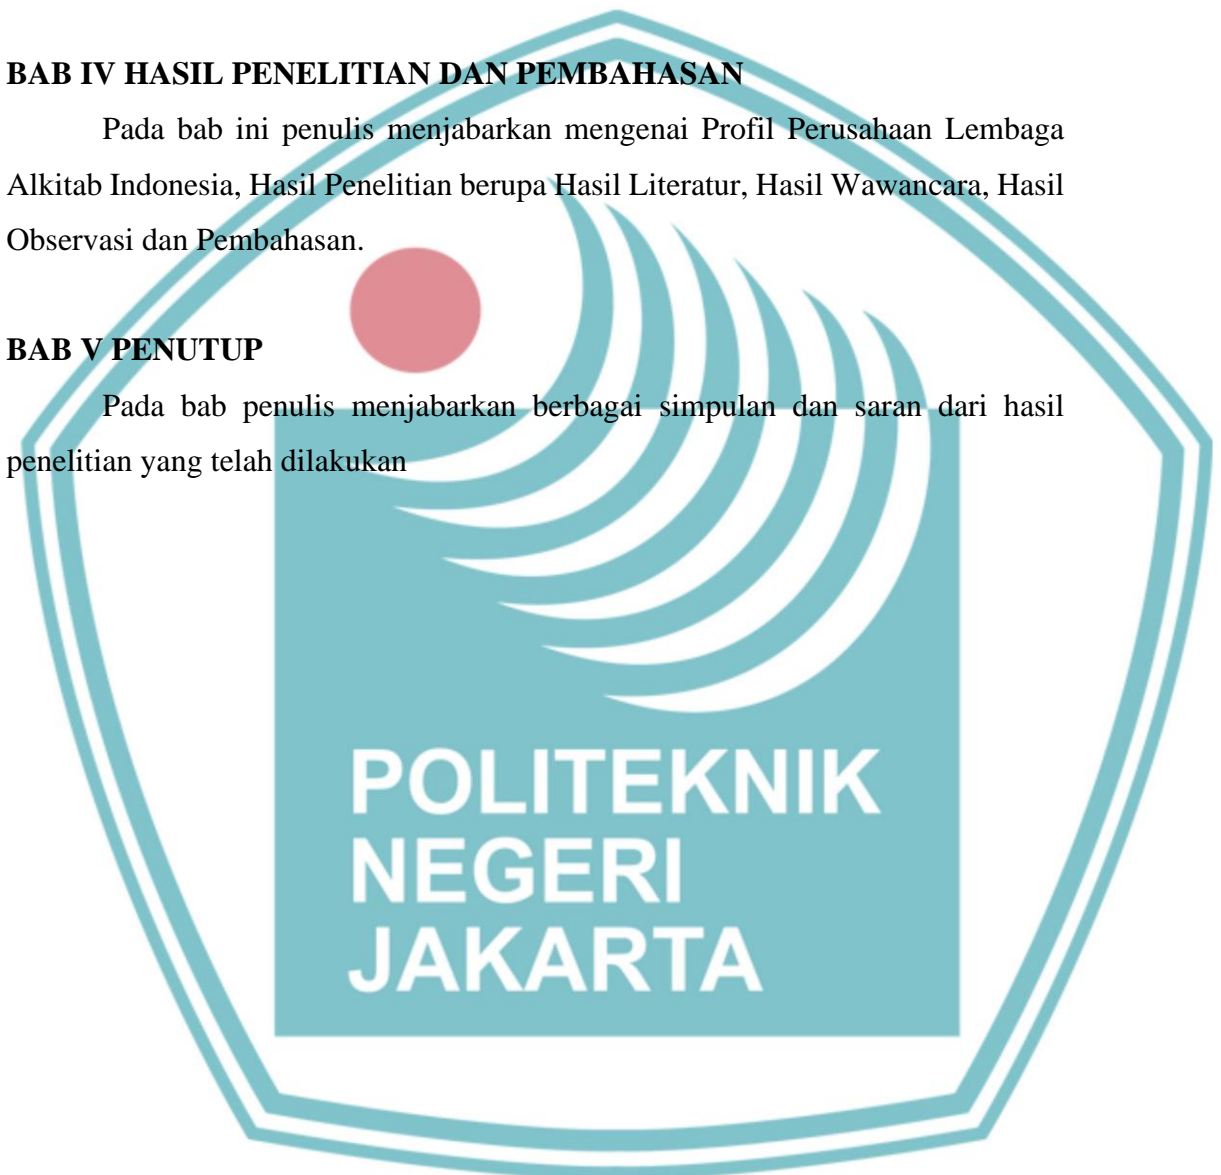 BAB IV HASIL PENELITIAN DAN PEMBAHASAN
Pada bab ini penulis menjabarkan mengenai Profil Perusahaan Lembaga
Alkitab Indonesia, Hasil Penelitian berupa Hasil Literatur, Hasil Wawancara, Hasil
Observasi dan Pembahasan.
BAB V PENUTUP
Pada bab penulis menjabarkan berbagai simpulan dan saran dari hasil
penelitian yang telah dilakukan
POLITEKNIK
NEGERI
JAKARTA